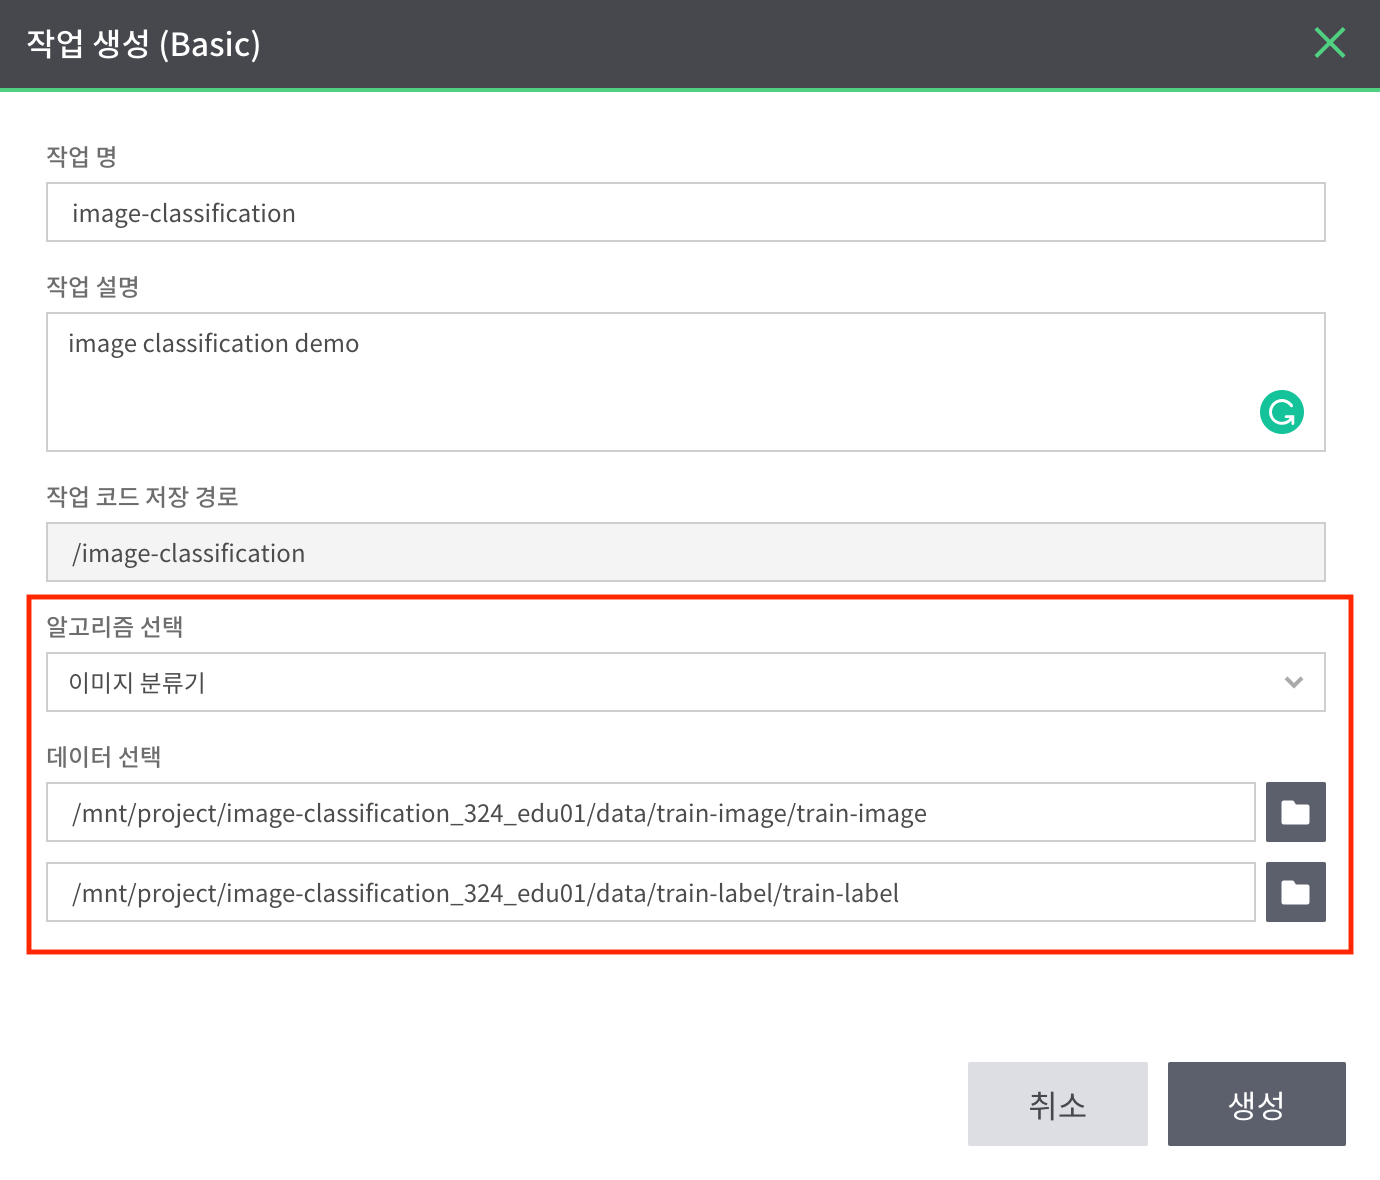 작업 생성 (Basic)
작업 명
image-classification
작업 설명
image classification demo
작업 코드 저장 경로
/image-classification
알고리즘 선택
이미지 분류기
데이터 선택
/mnt/project/image-classification_324_edu01/data/train-image/train-image
/mnt/project/image-classification_324_edu01/data/train-label/train-label
취소
생성